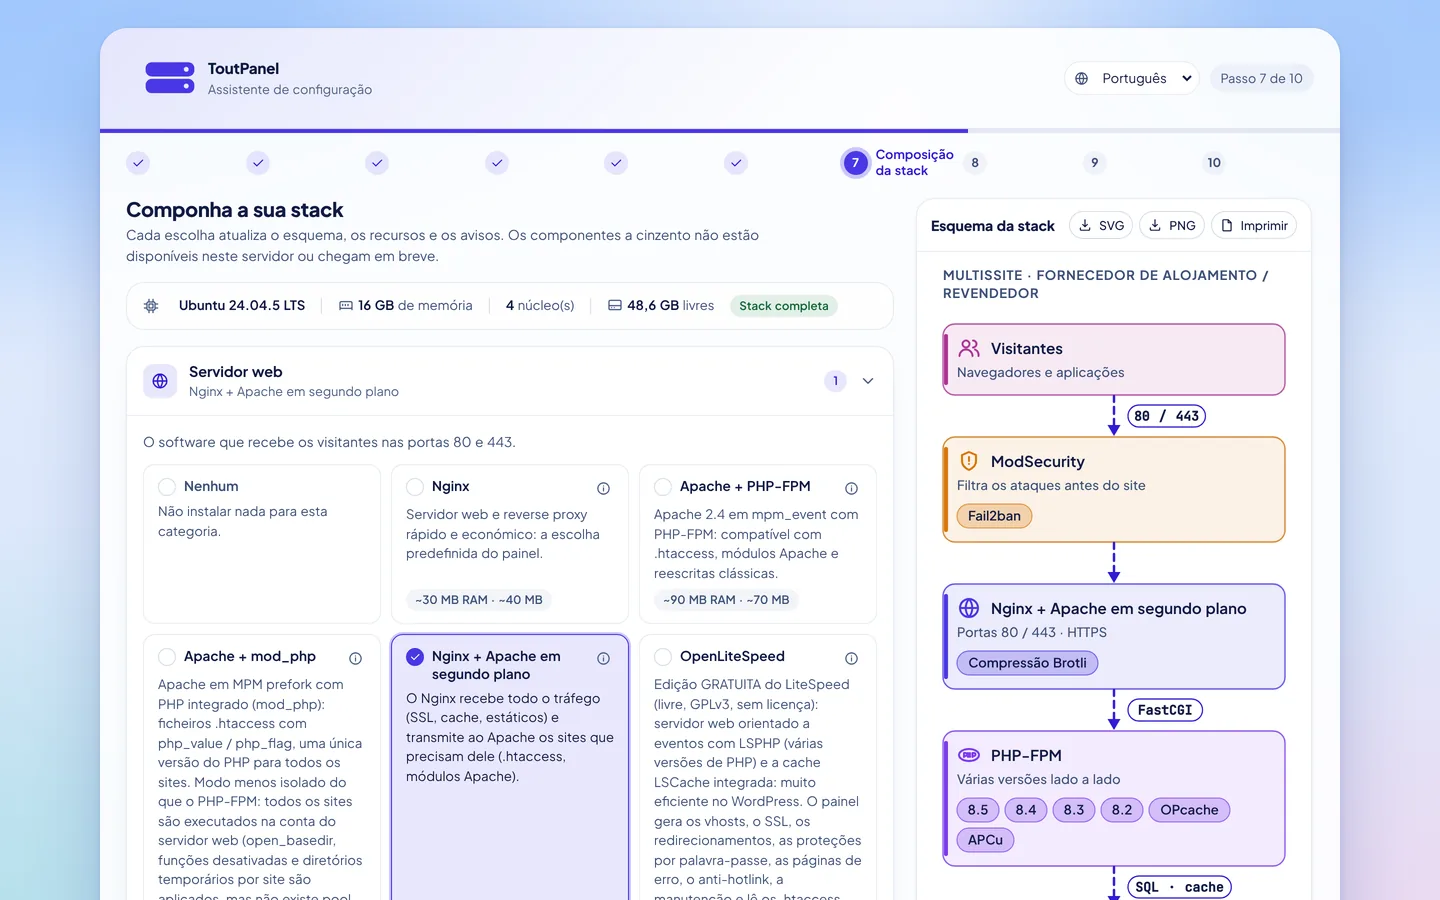 ToutPanel
Assistente de configuração
Português
Passo 7 de 10
7
Composição
da stack
8
9
10
Componha a sua stack
Cada escolha atualiza o esquema, os recursos e os avisos. Os componentes a cinzento não estão
disponíveis neste servidor ou chegam em breve.
Ubuntu 24.04.5 LTS
16 GB de memória
4 núcleo(s)
48,6 GB livres
Stack completa
Servidor web
Nginx + Apache em segundo plano
1
O software que recebe os visitantes nas portas 80 e 443.
Nenhum
Não instalar nada para esta
categoria.
Nginx
Servidor web e reverse proxy
rápido e económico: a escolha
predefinida do painel.
~30 MB RAM · ~40 MB
Apache + PHP-FPM
Apache 2.4 em mpm_event com
PHP-FPM: compatível com
.htaccess, módulos Apache e
reescritas clássicas.
~90 MB RAM · ~70 MB
Apache + mod_php
Apache em MPM prefork com
PHP integrado (mod_php):
ficheiros .htaccess com
php_value / php_flag, uma única
versão do PHP para todos os
sites. Modo menos isolado do
que o PHP-FPM: todos os sites
são executados na conta do
servidor web (open_basedir,
funções desativadas e diretórios
temporários por site são
aplicados, mas não existe pool
Nginx + Apache em
segundo plano
O Nginx recebe todo o tráfego
(SSL, cache, estáticos) e
transmite ao Apache os sites que
precisam dele (.htaccess,
módulos Apache).
OpenLiteSpeed
Edição GRATUITA do LiteSpeed
(livre, GPLv3, sem licença):
servidor web orientado a
eventos com LSPHP (várias
versões de PHP) e a cache
LSCache integrada: muito
eficiente no WordPress. O painel
gera os vhosts, o SSL, os
redirecionamentos, as proteções
por palavra-passe, as páginas de
erro, o anti-hotlink, a
manutenção e lê os .htaccess
Esquema da stack
SVG
PNG
Imprimir
MULTISSITE · FORNECEDOR DE ALOJAMENTO /
REVENDEDOR
Visitantes
Navegadores e aplicações
80 / 443
ModSecurity
Filtra os ataques antes do site
Fail2ban
Nginx + Apache em segundo plano
Portas 80 / 443 · HTTPS
Compressão Brotli
FastCGI
PHP-FPM
Várias versões lado a lado
8.5
8.4
8.3
8.2
OPcache
APCu
SQL · cache